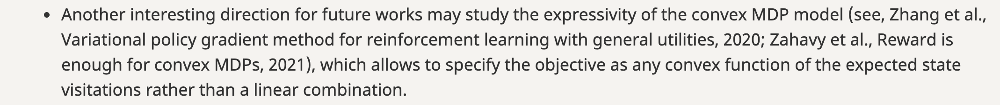 • Another interesting direction for future works may study the expressivity of the convex MDP model (see, Zhang et al.,
Variational policy gradient method for reinforcement learning with general utilities, 2020; Zahavy et al., Reward is
enough for convex MDPs, 2021), which allows to specify the objective as any convex function of the expected state
visitations rather than a linear combination.